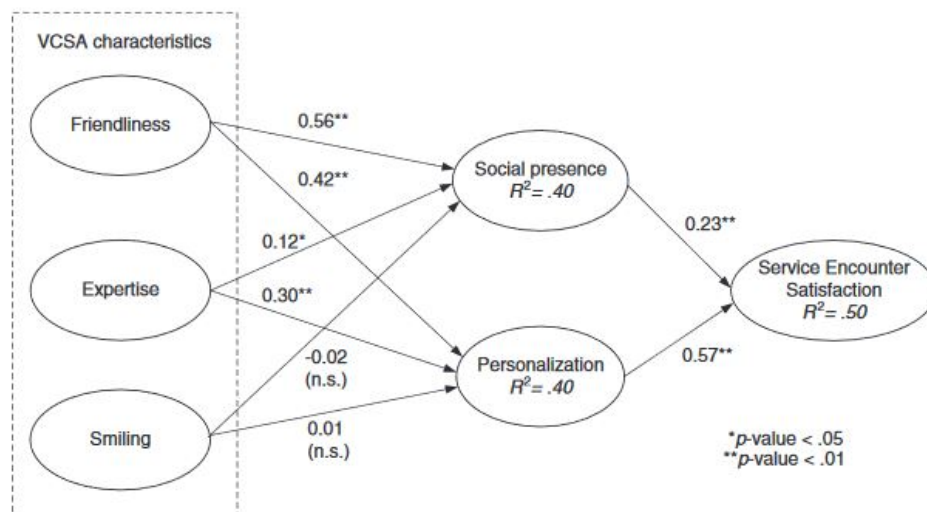 VCSA characteristics
Friendliness
0.56**
0.42**
Social presence
R² = .40
0.12*
0.23**
Expertise
0.30**
Service Encounter
Satisfaction
R² = .50
-0.02
(n.s.)
Personalization
R² = .40
0.57**
Smiling
0.01
(n.s.)
*p-value < .05
**p-value < .01